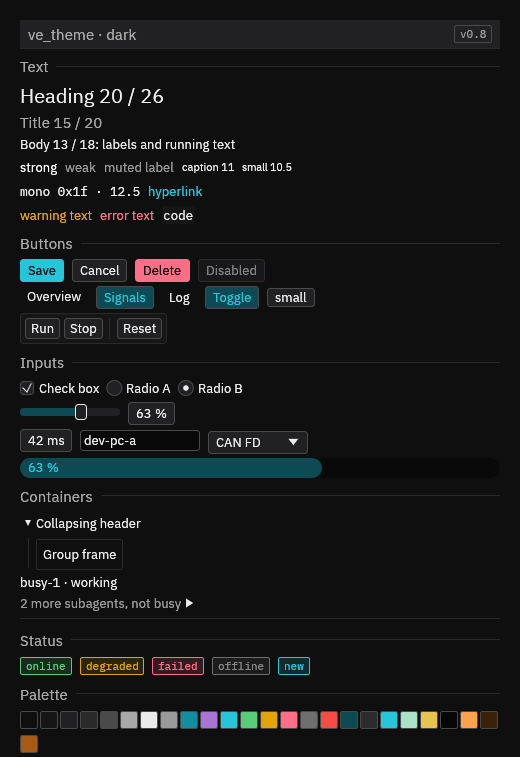 ve_theme · dark v0.8
Text
Heading 20 / 26
Title 15 / 20
Body 13 / 18: labels and running text
strong weak muted label caption 11 small 10.5
mono 0x1f · 12.5 hyperlink
warning text error text code
Buttons
Save Cancel Delete Disabled
Overview Signals Log Toggle small
Run Stop Reset
Inputs
Check box Radio A Radio B
63 %
42 ms dev-pc-a CAN FD
63 %
Containers
Collapsing header
Group frame
busy-1 · working
2 more subagents, not busy
Status
online degraded failed offline new
Palette